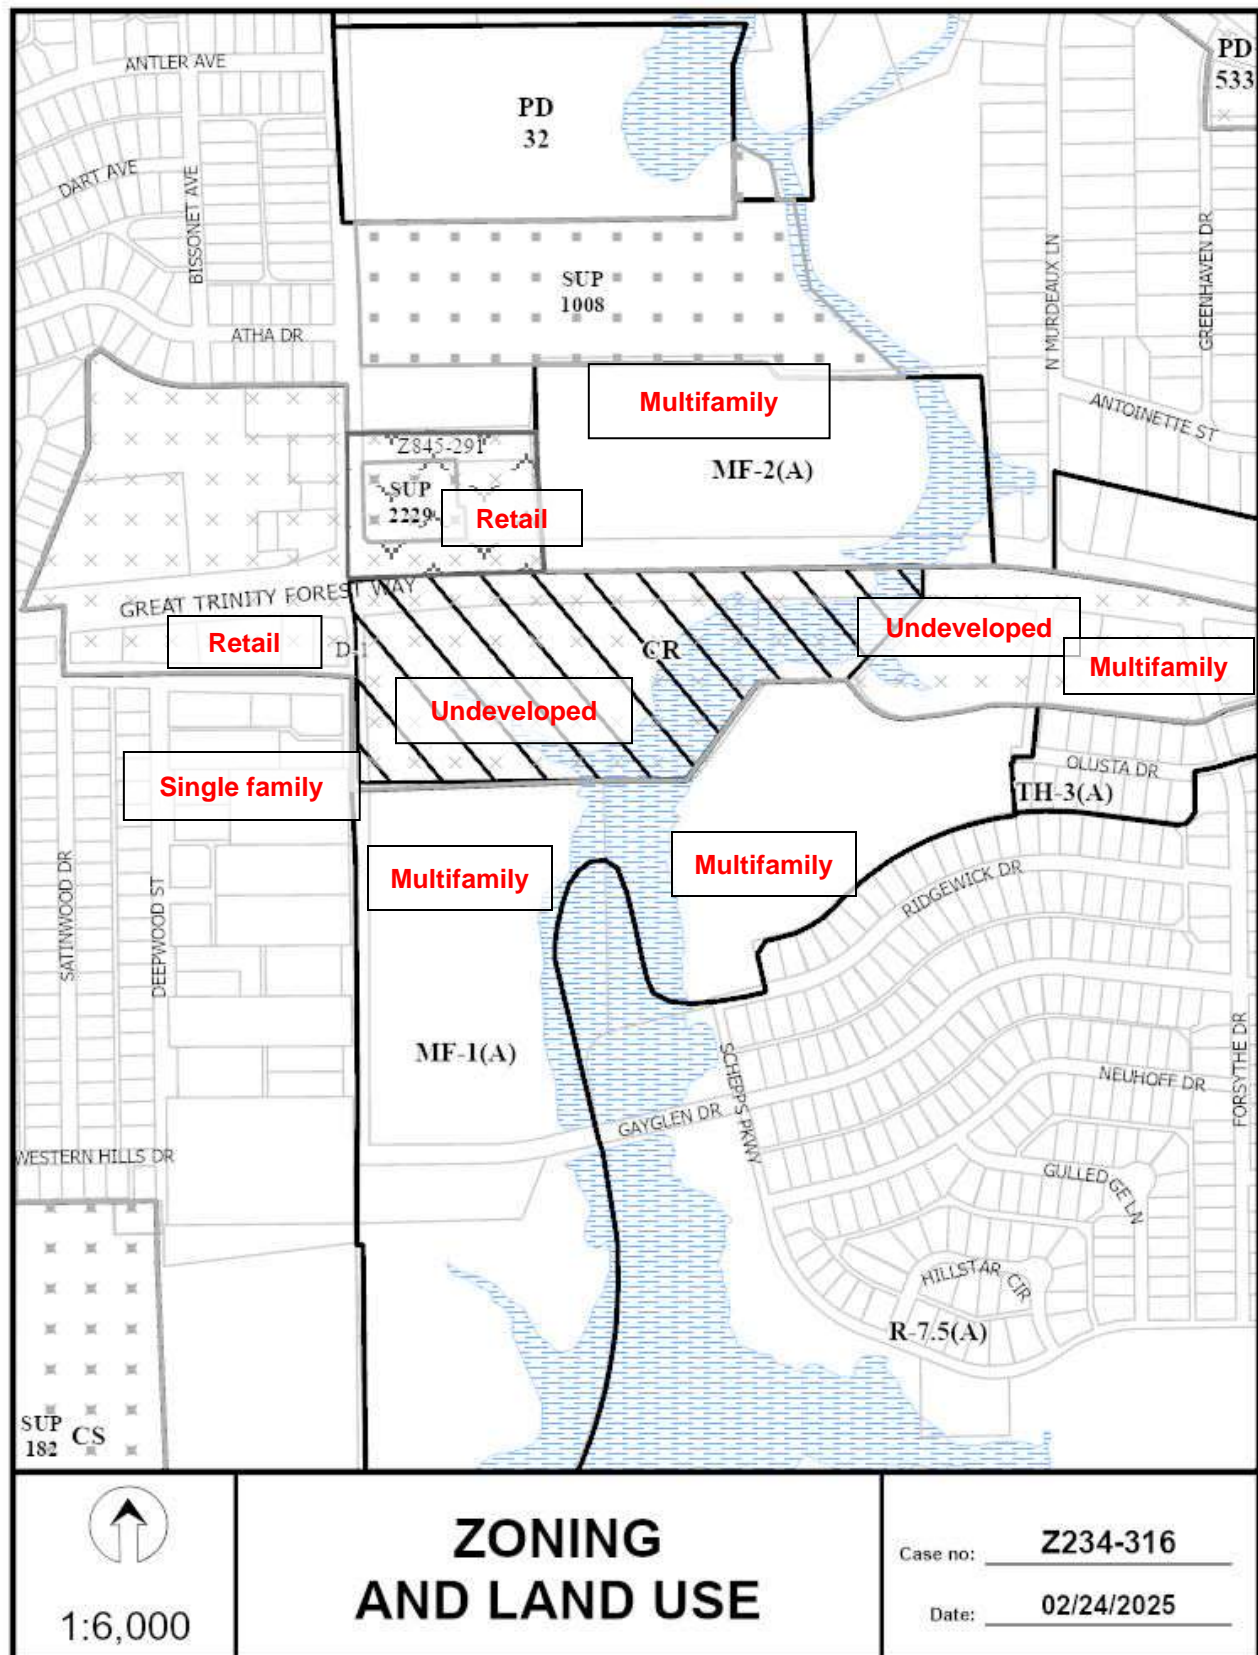 ANTLER AVE
PD
533
PD
32
DART AVE
BISSONET AVE
GREENHAVEN DR
N MURDEAUX LN
SUP
1008
ATHA DR
Multifamily
ANTOINETTE ST
Z845-291
MF-2(A)
SUP
2229
Retail
GREAT TRINITY FOREST WAY
Undeveloped
Retail
D-1
CR
Multifamily
Undeveloped
OLUSTA DR
Single family
TH-3(A)
Multifamily
Multifamily
RIDGEWICK DR
SATINWOOD DR
DEEPWOOD ST
MF-1(A)
SCHEPPS PKWY
NEUHOFF DR
FORSYTHE DR
GAYGLEN DR
WESTERN HILLS DR
GULLEDGE LN
HILLSTAR CIR
R-7.5(A)
SUP
182
CS
1:6,000
ZONING
AND LAND USE
Case no: Z234-316
Date: 02/24/2025